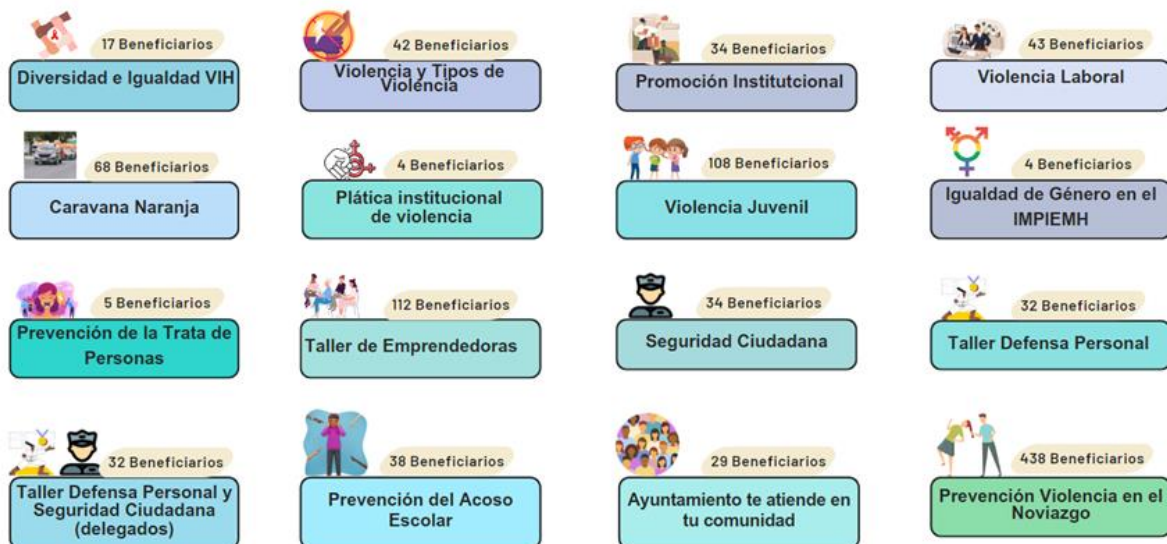 17 Beneficiarios
Diversidad e Igualdad VIH
42 Beneficiarios
Violencia y Tipos de
Violencia
34 Beneficiarios
Promoción Institutcional
43 Beneficiarios
Violencia Laboral
68 Beneficiarios
Caravana Naranja
4 Beneficiarios
Plática institucional
de violencia
108 Beneficiarios
Violencia Juvenil
4 Beneficiarios
Igualdad de Género en el
IMPIEMH
5 Beneficiarios
Prevención de la Trata de
Personas
112 Beneficiarios
Taller de Emprendedoras
34 Beneficiarios
Seguridad Ciudadana
32 Beneficiarios
Taller Defensa Personal
32 Beneficiarios
Taller Defensa Personal y
Seguridad Ciudadana
(delegados)
38 Beneficiarios
Prevención del Acoso
Escolar
29 Beneficiarios
Ayuntamiento te atiende en
tu comunidad
438 Beneficiarios
Prevención Violencia en el
Noviazgo